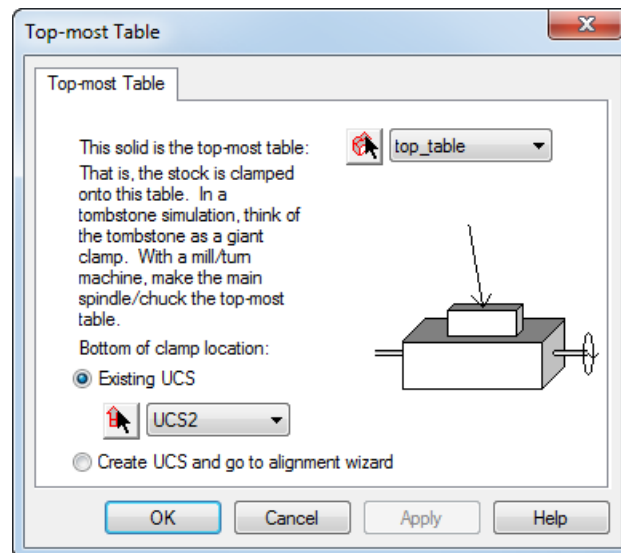 Top-most Table
Top-most Table
This solid is the top-most table:
top_table
That is, the stock is clamped
onto this table. In a
tombstone simulation, think of
the tombstone as a giant
clamp. With a mill/turn
machine, make the main
spindle/chuck the top-most
table.
Bottom of clamp location:
Existing UCS
UCS2
Create UCS and go to alignment wizard
OK
Cancel
Apply
Help